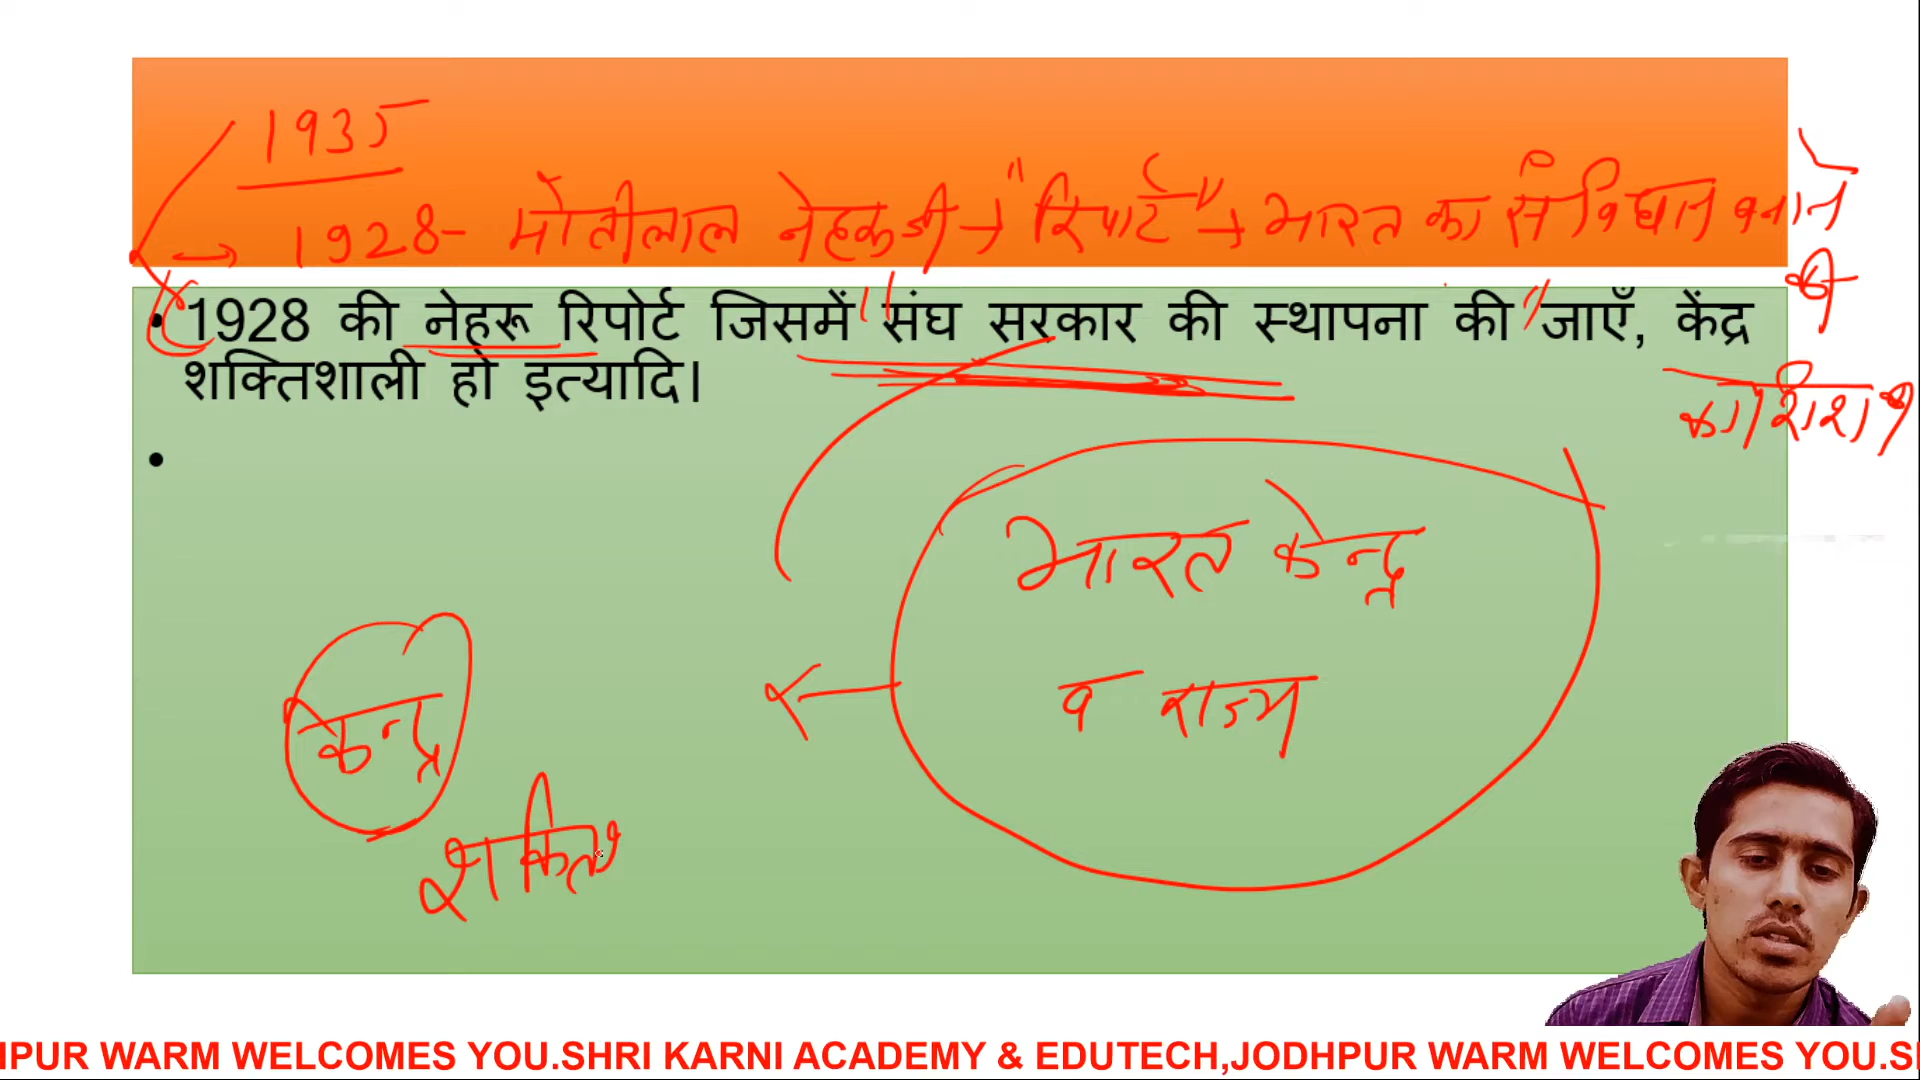 1935
1928- मोतीलाल नेहरू जी → "रिपोर्ट" → भारत का संविधान बनाने
की
कोशिश की
1928 की नेहरू रिपोर्ट जिसमें " संघ सरकार की स्थापना की " जाएँ, केंद्र
शक्तिशाली हो इत्यादि।
भारत केन्द्र
व राज्य
केन्द्र
शक्ति
IPUR WARM WELCOMES YOU.SHRI KARNI ACADEMY & EDUTECH,JODHPUR WARM WELCOMES YOU.S